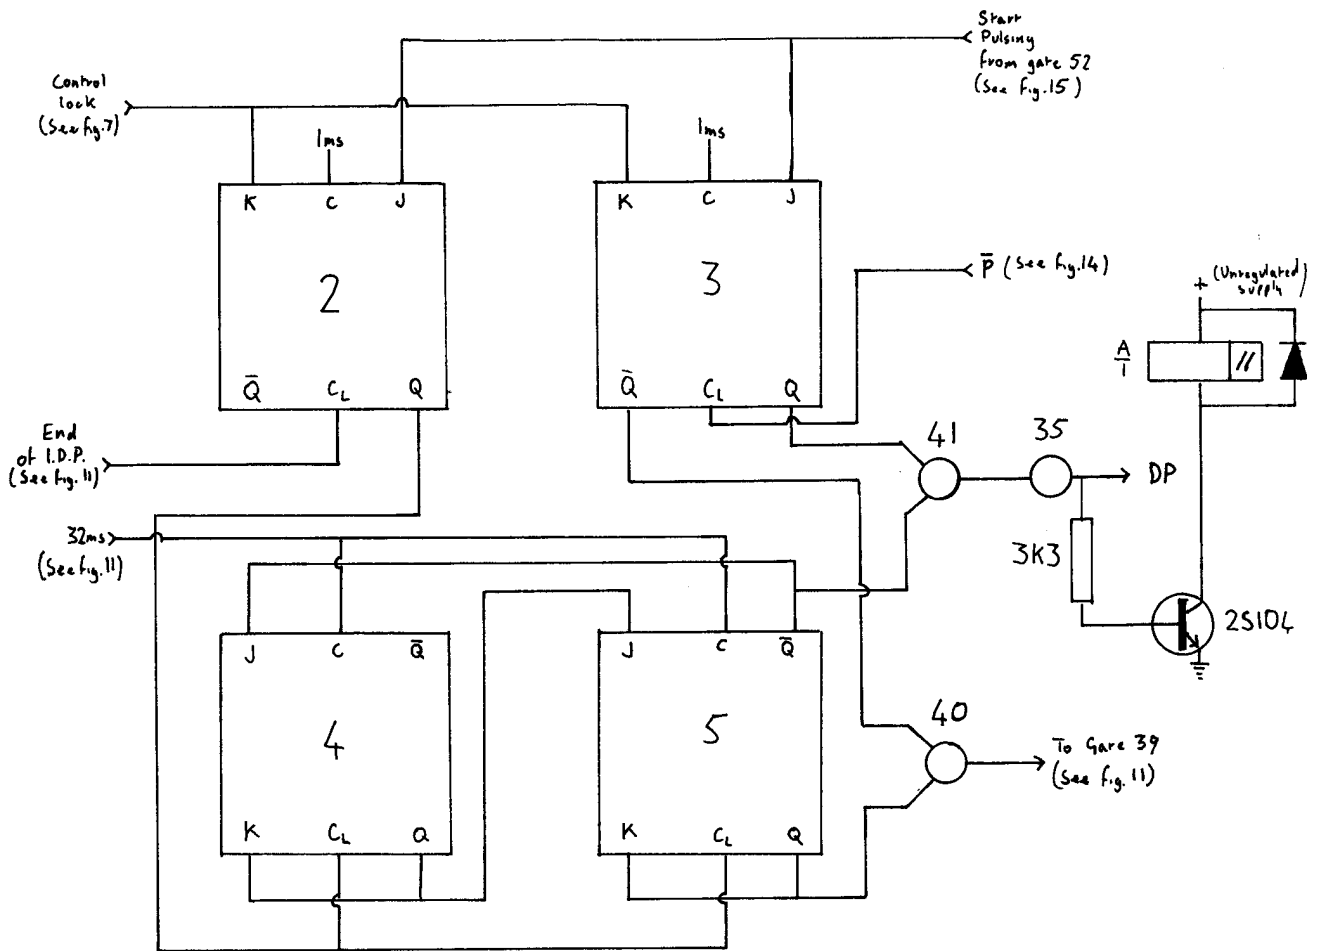 Start
Pulsing
from gate 52
(See fig.15)
Control
lock
(See fig.7)
1ms
1ms
K C J
K C J
2
3
P̅ (See fig.14)
+ (Unregulated)
supply
A
1
Q̅ CL Q
Q̅ CL Q
End
of I.D.P.
(See fig. 11)
41
35
DP
32ms
(See fig. 11)
3K3
2S104
J C Q̅
J C Q̅
4
5
40
To Gare 39
(See fig. 11)
K CL Q
K CL Q